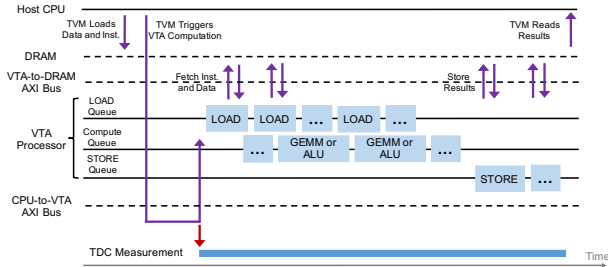 Host CPU
TVM Loads
Data and Inst.
TVM Triggers
VTA Computation
TVM Reads
Results
DRAM
VTA-to-DRAM
AXI Bus
Fetch Inst.
and Data
Store
Results
VTA
Processor
LOAD
Queue
LOAD
LOAD
...
LOAD
...
Compute
Queue
...
GEMM or
ALU
GEMM or
ALU
...
STORE
Queue
STORE
...
CPU-to-VTA
AXI Bus
TDC Measurement
Time